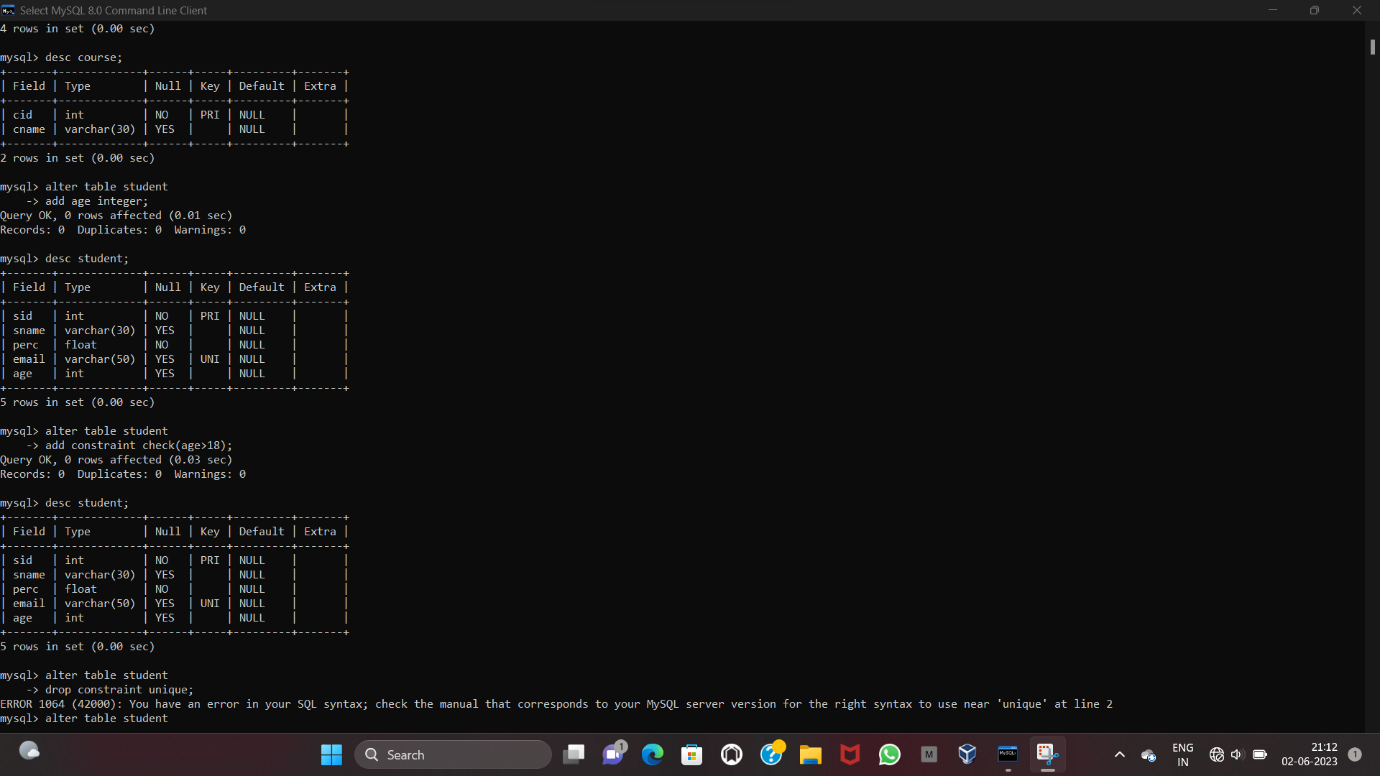 Select MySQL 8.0 Command Line Client
4 rows in set (0.00 sec)
mysql> desc course;
+-------+-------------+------+-----+---------+-------+
| Field | Type        | Null | Key | Default | Extra |
+-------+-------------+------+-----+---------+-------+
| cid   | int         | NO   | PRI | NULL    |       |
| cname | varchar(30) | YES  |     | NULL    |       |
+-------+-------------+------+-----+---------+-------+
2 rows in set (0.00 sec)
mysql> alter table student
    -> add age integer;
Query OK, 0 rows affected (0.01 sec)
Records: 0  Duplicates: 0  Warnings: 0
mysql> desc student;
+-------+-------------+------+-----+---------+-------+
| Field | Type        | Null | Key | Default | Extra |
+-------+-------------+------+-----+---------+-------+
| sid   | int         | NO   | PRI | NULL    |       |
| sname | varchar(30) | YES  |     | NULL    |       |
| perc  | float       | NO   |     | NULL    |       |
| email | varchar(50) | YES  | UNI | NULL    |       |
| age   | int         | YES  |     | NULL    |       |
+-------+-------------+------+-----+---------+-------+
5 rows in set (0.00 sec)
mysql> alter table student
    -> add constraint check(age>18);
Query OK, 0 rows affected (0.03 sec)
Records: 0  Duplicates: 0  Warnings: 0
mysql> desc student;
+-------+-------------+------+-----+---------+-------+
| Field | Type        | Null | Key | Default | Extra |
+-------+-------------+------+-----+---------+-------+
| sid   | int         | NO   | PRI | NULL    |       |
| sname | varchar(30) | YES  |     | NULL    |       |
| perc  | float       | NO   |     | NULL    |       |
| email | varchar(50) | YES  | UNI | NULL    |       |
| age   | int         | YES  |     | NULL    |       |
+-------+-------------+------+-----+---------+-------+
5 rows in set (0.00 sec)
mysql> alter table student
    -> drop constraint unique;
ERROR 1064 (42000): You have an error in your SQL syntax; check the manual that corresponds to your MySQL server version for the right syntax to use near 'unique' at line 2
mysql> alter table student
Search
1
M
ENG
IN
21:12
02-06-2023
1